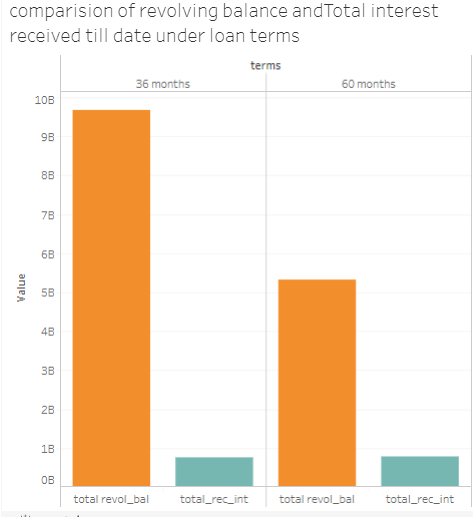 comparision of revolving balance andTotal interest
received till date under loan terms
terms
36 months
60 months
10B
9B
8B
7B
6B
5B
4B
3B
2B
1B
0B
Value
total revol_bal
total_rec_int
total revol_bal
total_rec_int